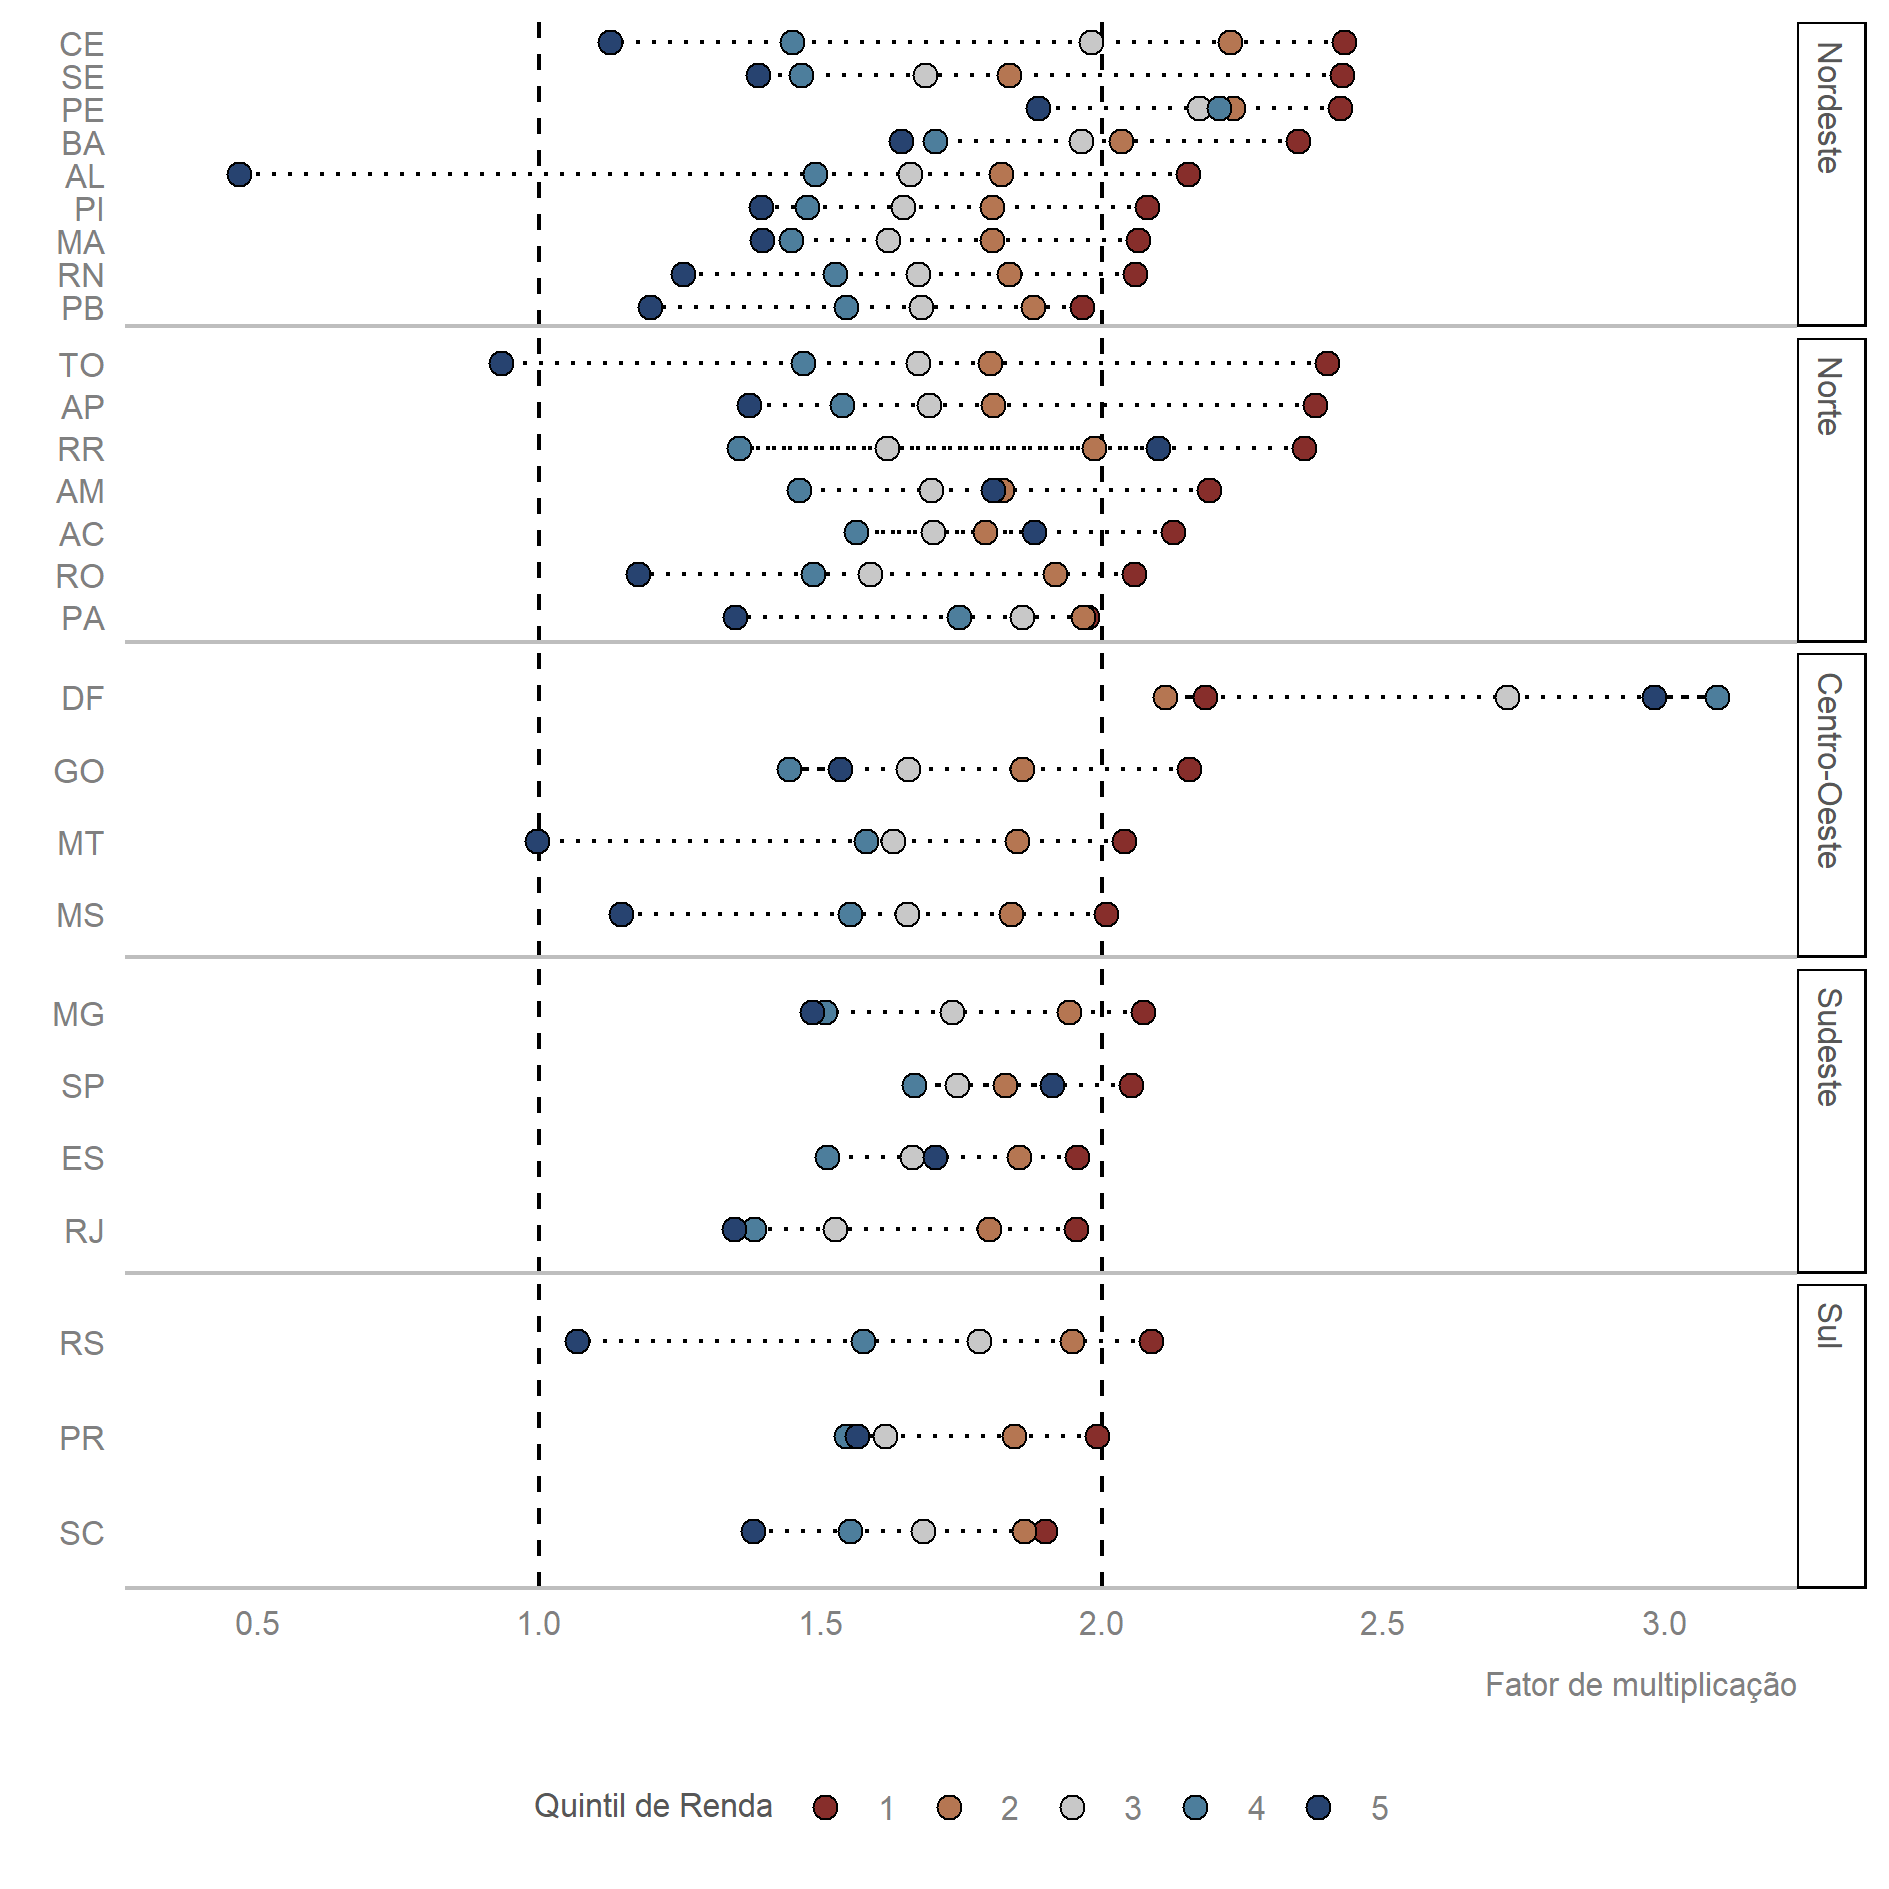 CE
SE
PE
BA
AL
PI
MA
RN
PB
Nordeste
TO
AP
RR
AM
AC
RO
PA
Norte
DF
GO
MT
MS
Centro-Oeste
MG
SP
ES
RJ
Sudeste
RS
PR
SC
Sul
0.5 1.0 1.5 2.0 2.5 3.0
Fator de multiplicação
Quintil de Renda 1 2 3 4 5